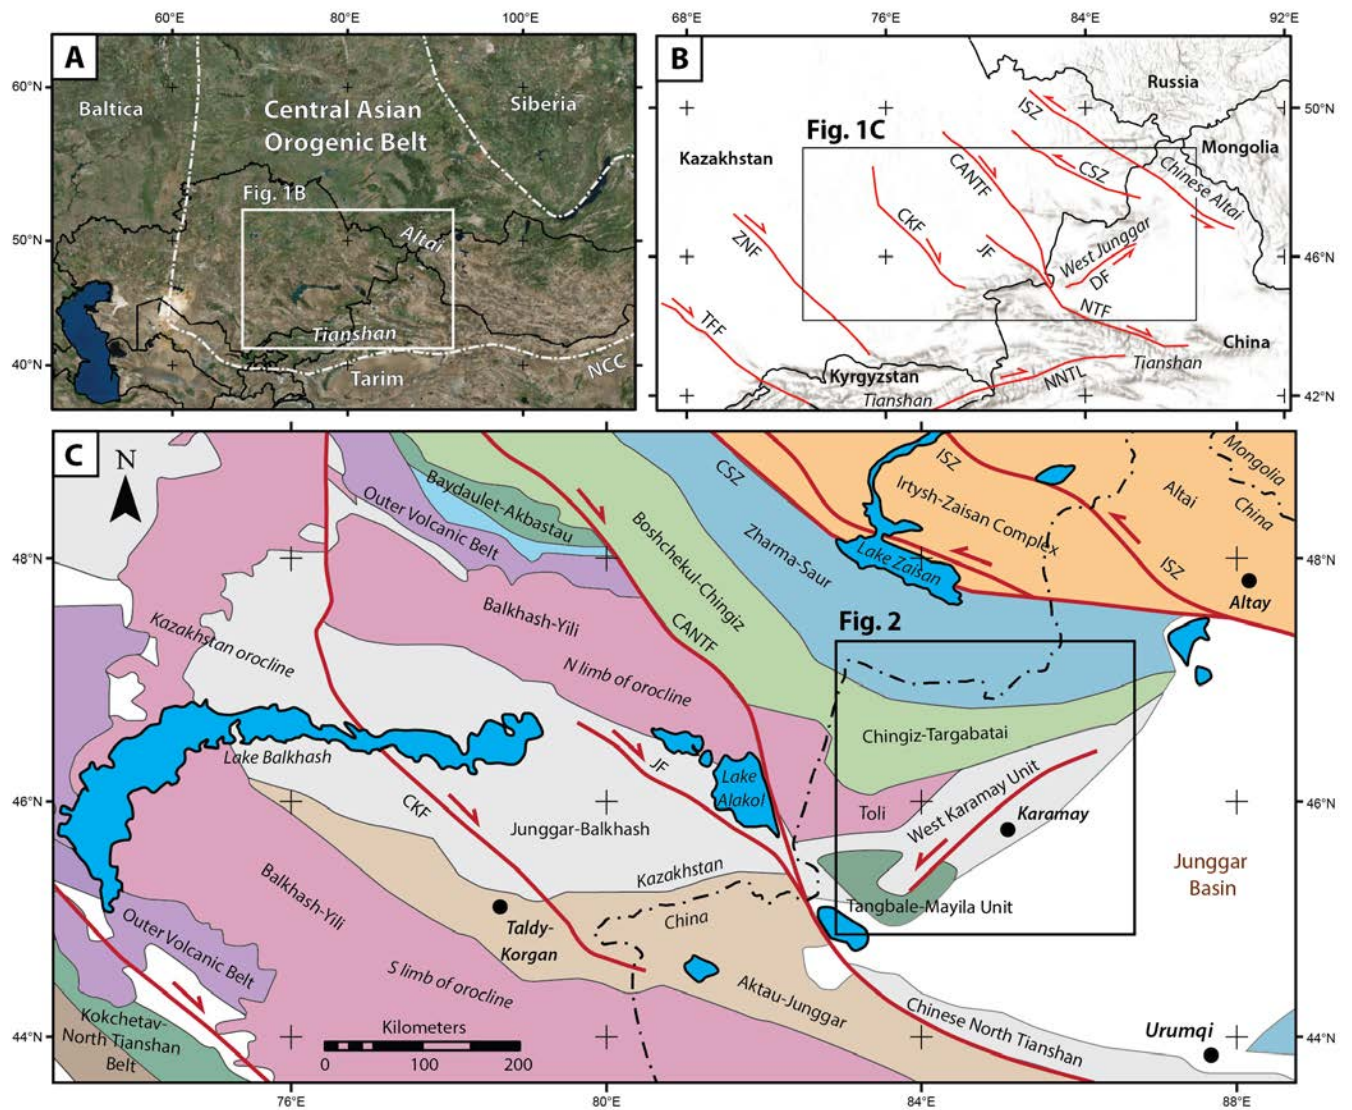 60°E 80°E 100°E
A
60°N
50°N
40°N
Baltica
Central Asian
Orogenic Belt
Siberia
Fig. 1B
Altai
Tianshan
Tarim
NCC
68°E 76°E 84°E 92°E
B
50°N
46°N
42°N
Russia
ISZ
Fig. 1C
Mongolia
Kazakhstan
CANTF
CSZ
Chinese Altai
CKF
ZNF
JF
West Junggar
DF
TFF
NTF
China
Tianshan
Kyrgyzstan
NNTL
Tianshan
C
N
48°N
46°N
44°N
Baydaulet-Akbastau
Outer Volcanic Belt
CSZ
ISZ
Irtysh-Zaisan Complex
Altai
Mongolia
China
Boshchekul-Chingiz
Zharma-Saur
Lake Zaisan
48°N
ISZ
Altay
Balkhash-Yili
CANTF
Fig. 2
Kazakhstan orocline
N limb of orocline
Chingiz-Targabatai
Lake Balkhash
JF
Lake
Alakol
46°N
Toli
West Karamay Unit
Karamay
CKF
Junggar-Balkhash
Junggar
Basin
Kazakhstan
China
Balkhash-Yili
Tangbale-Mayila Unit
Taldy-
Korgan
Outer Volcanic Belt
S limb of orocline
Aktau-Junggar
Chinese North Tianshan
Kokchetav-
North Tianshan
Belt
Kilometers
0 100 200
Urumqi
44°N
76°E 80°E 84°E 88°E